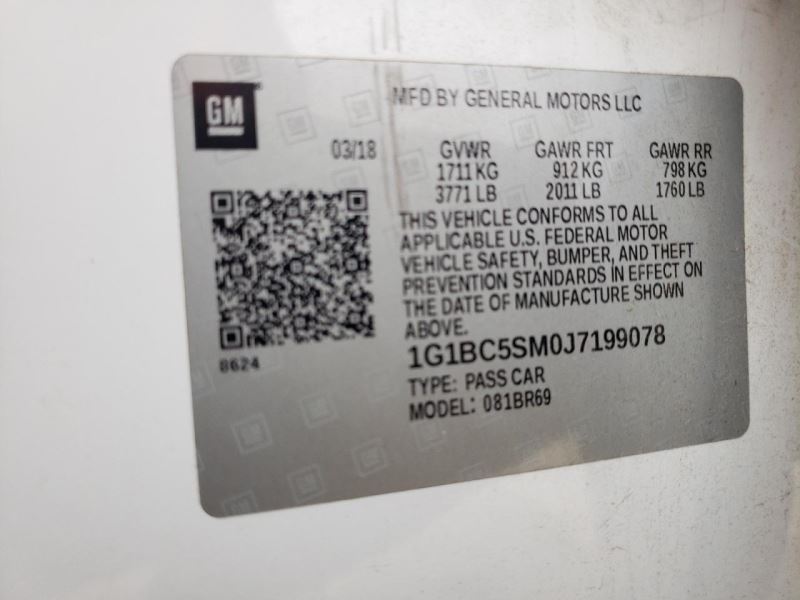 GM
MFD BY GENERAL MOTORS LLC
03/18
GVWR GAWR FRT GAWR RR
1711 KG 912 KG 798 KG
3771 LB 2011 LB 1760 LB
THIS VEHICLE CONFORMS TO ALL
APPLICABLE U.S. FEDERAL MOTOR
VEHICLE SAFETY, BUMPER, AND THEFT
PREVENTION STANDARDS IN EFFECT ON
THE DATE OF MANUFACTURE SHOWN
ABOVE.
8624
1G1BC5SM0J7199078
TYPE: PASS CAR
MODEL: 081BR69